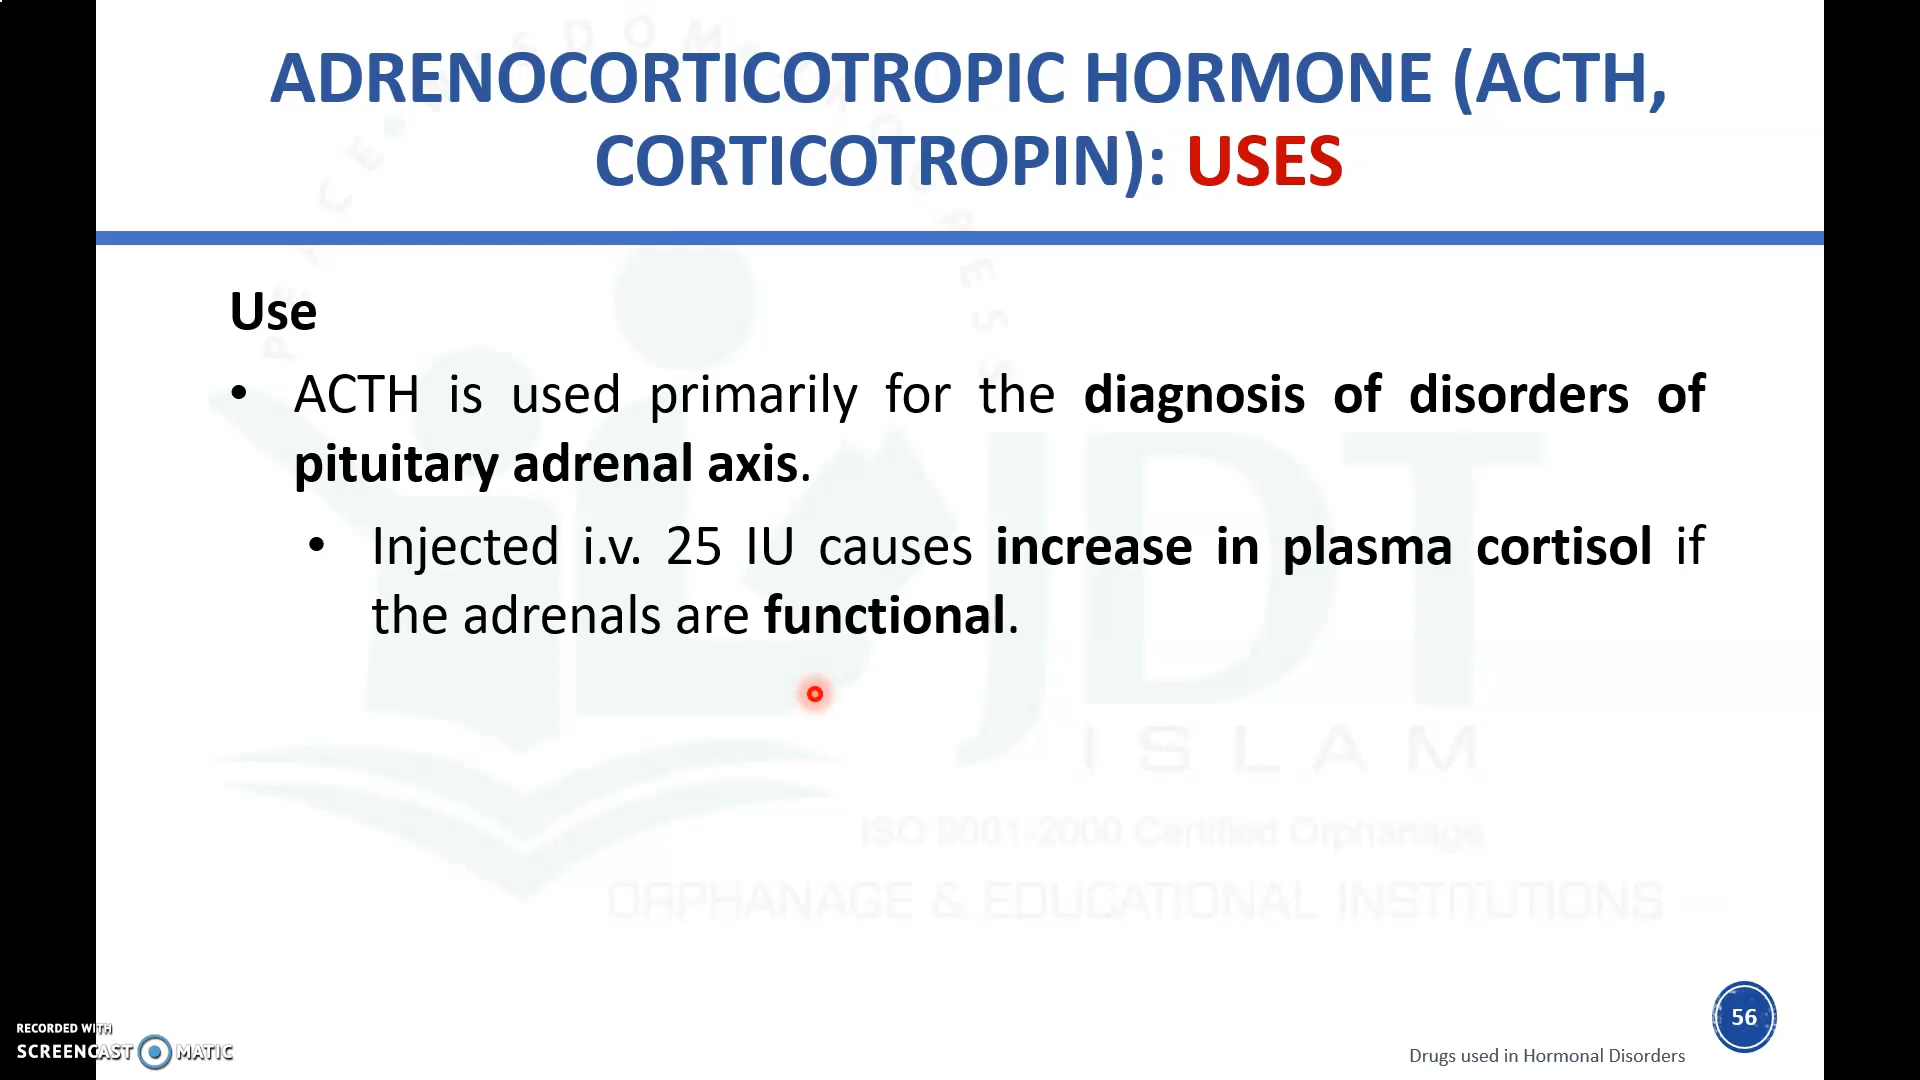 ADRENOCORTICOTROPIC HORMONE (ACTH,
CORTICOTROPIN): USES
Use
• ACTH is used primarily for the diagnosis of disorders of
pituitary adrenal axis.
• Injected i.v. 25 IU causes increase in plasma cortisol if
the adrenals are functional.
JDT
ISLAM
ISO 9001-2000 Certified Orphanage
ORPHANAGE & EDUCATIONAL INSTITUTIONS
56
Drugs used in Hormonal Disorders
RECORDED WITH
SCREENCAST MATIC